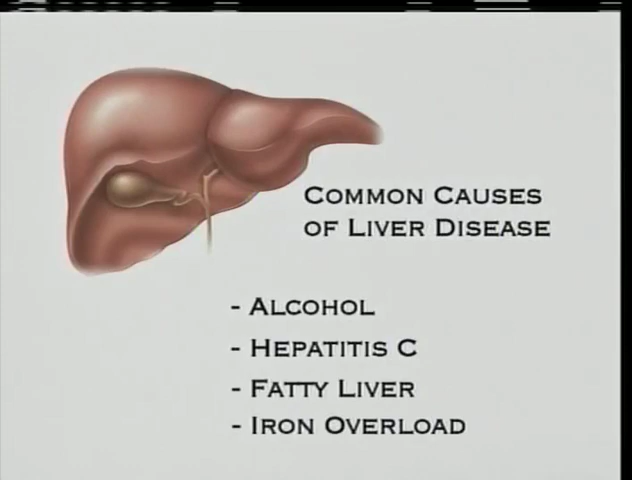 COMMON CAUSES
OF LIVER DISEASE
- ALCOHOL
- HEPATITIS C
- FATTY LIVER
- IRON OVERLOAD